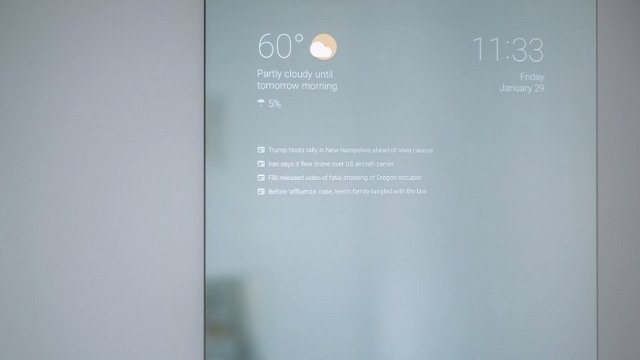 60°
Partly cloudy until
tomorrow morning
5%
11:33
Friday
January 29
Trump hosts rally in New Hampshire ahead of Iowa caucus
Iran says it flew drone over US aircraft carrier
FBI released video of fatal shooting of Oregon occupier
Before 'affluenza' case, teen's family tangled with the law